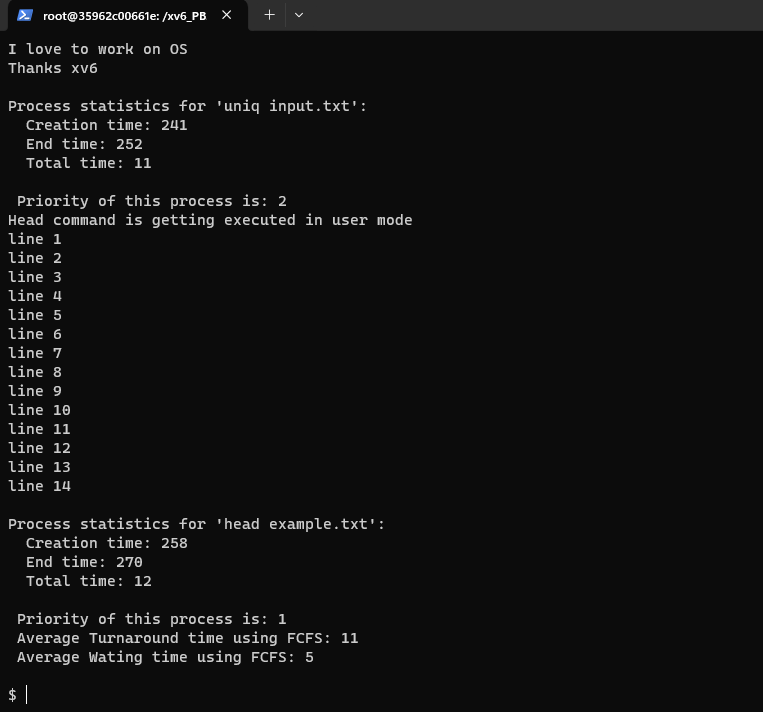 root@35962c00661e: /xv6_PB
I love to work on OS
Thanks xv6
Process statistics for 'uniq input.txt':
Creation time: 241
End time: 252
Total time: 11
Priority of this process is: 2
Head command is getting executed in user mode
line 1
line 2
line 3
line 4
line 5
line 6
line 7
line 8
line 9
line 10
line 11
line 12
line 13
line 14
Process statistics for 'head example.txt':
Creation time: 258
End time: 270
Total time: 12
Priority of this process is: 1
Average Turnaround time using FCFS: 11
Average Wating time using FCFS: 5
$